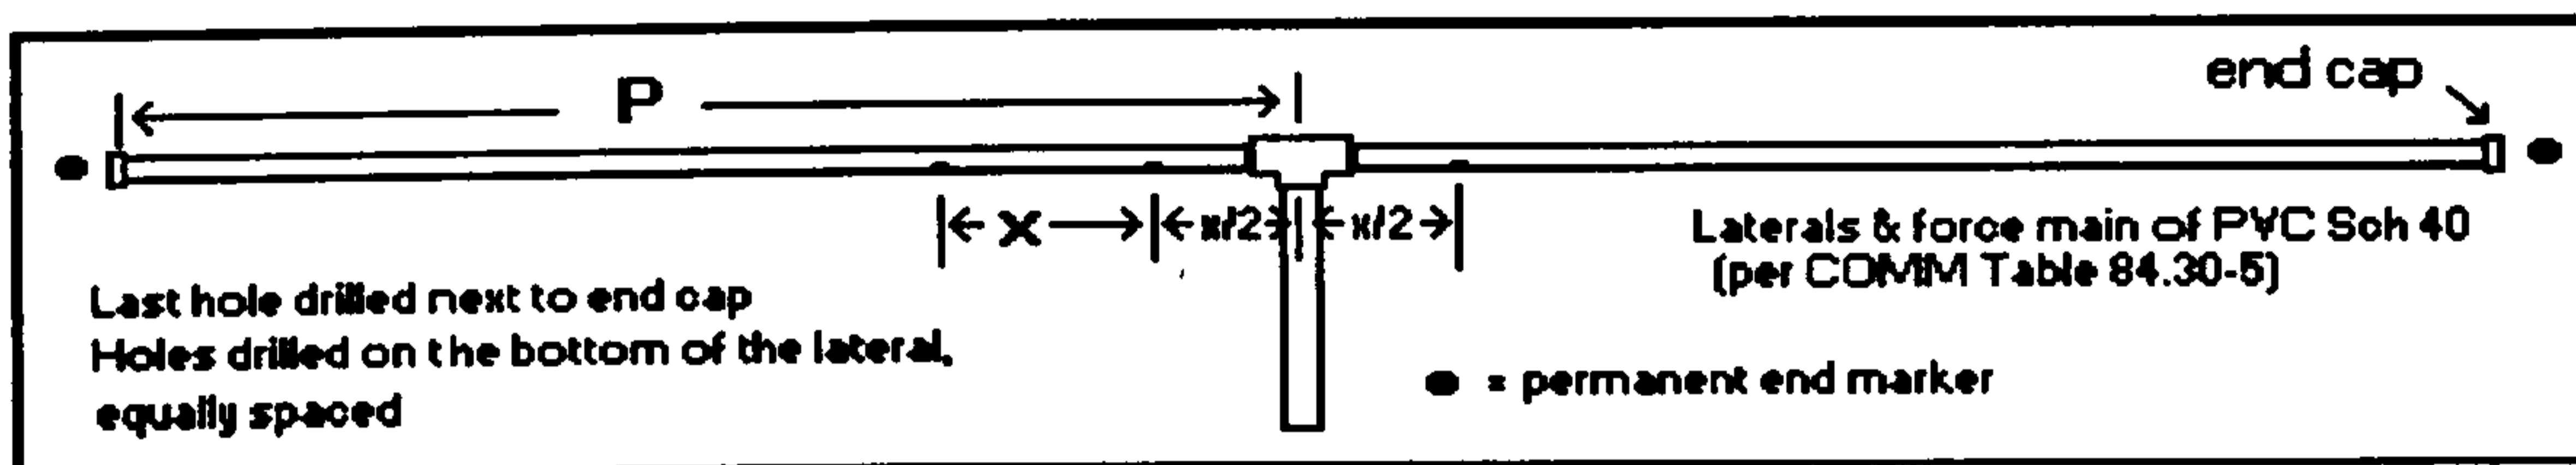 P
end cap
x
x/2
x/2
Laterals & force main of PVC Sch 40
(per COMM Table 84.30-5)
Last hole drilled next to end cap
Holes drilled on the bottom of the lateral,
equally spaced
= permanent end marker